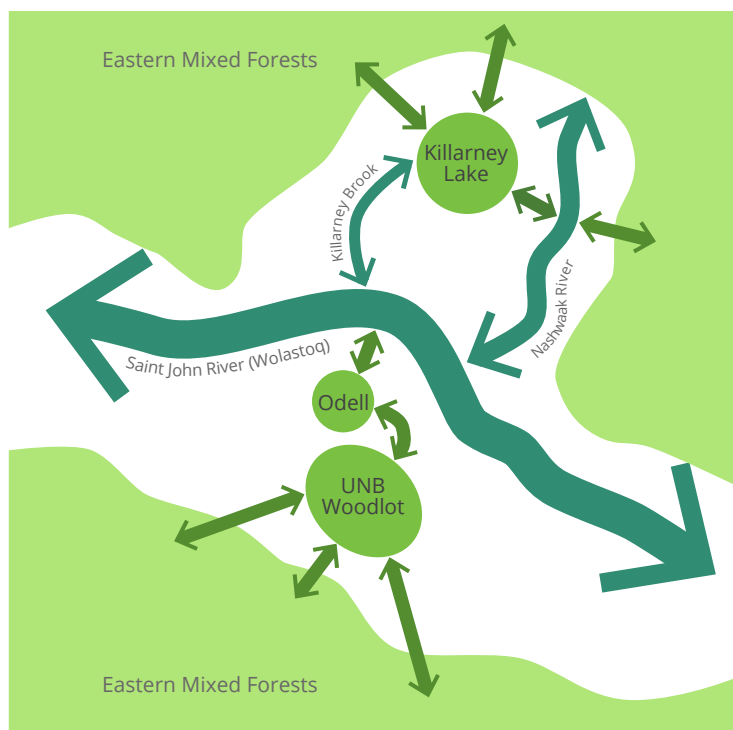 Eastern Mixed Forests
Killarney
Lake
Killarney Brook
Nashwaak River
Saint John River (Wolastoq)
Odell
UNB
Woodlot
Eastern Mixed Forests